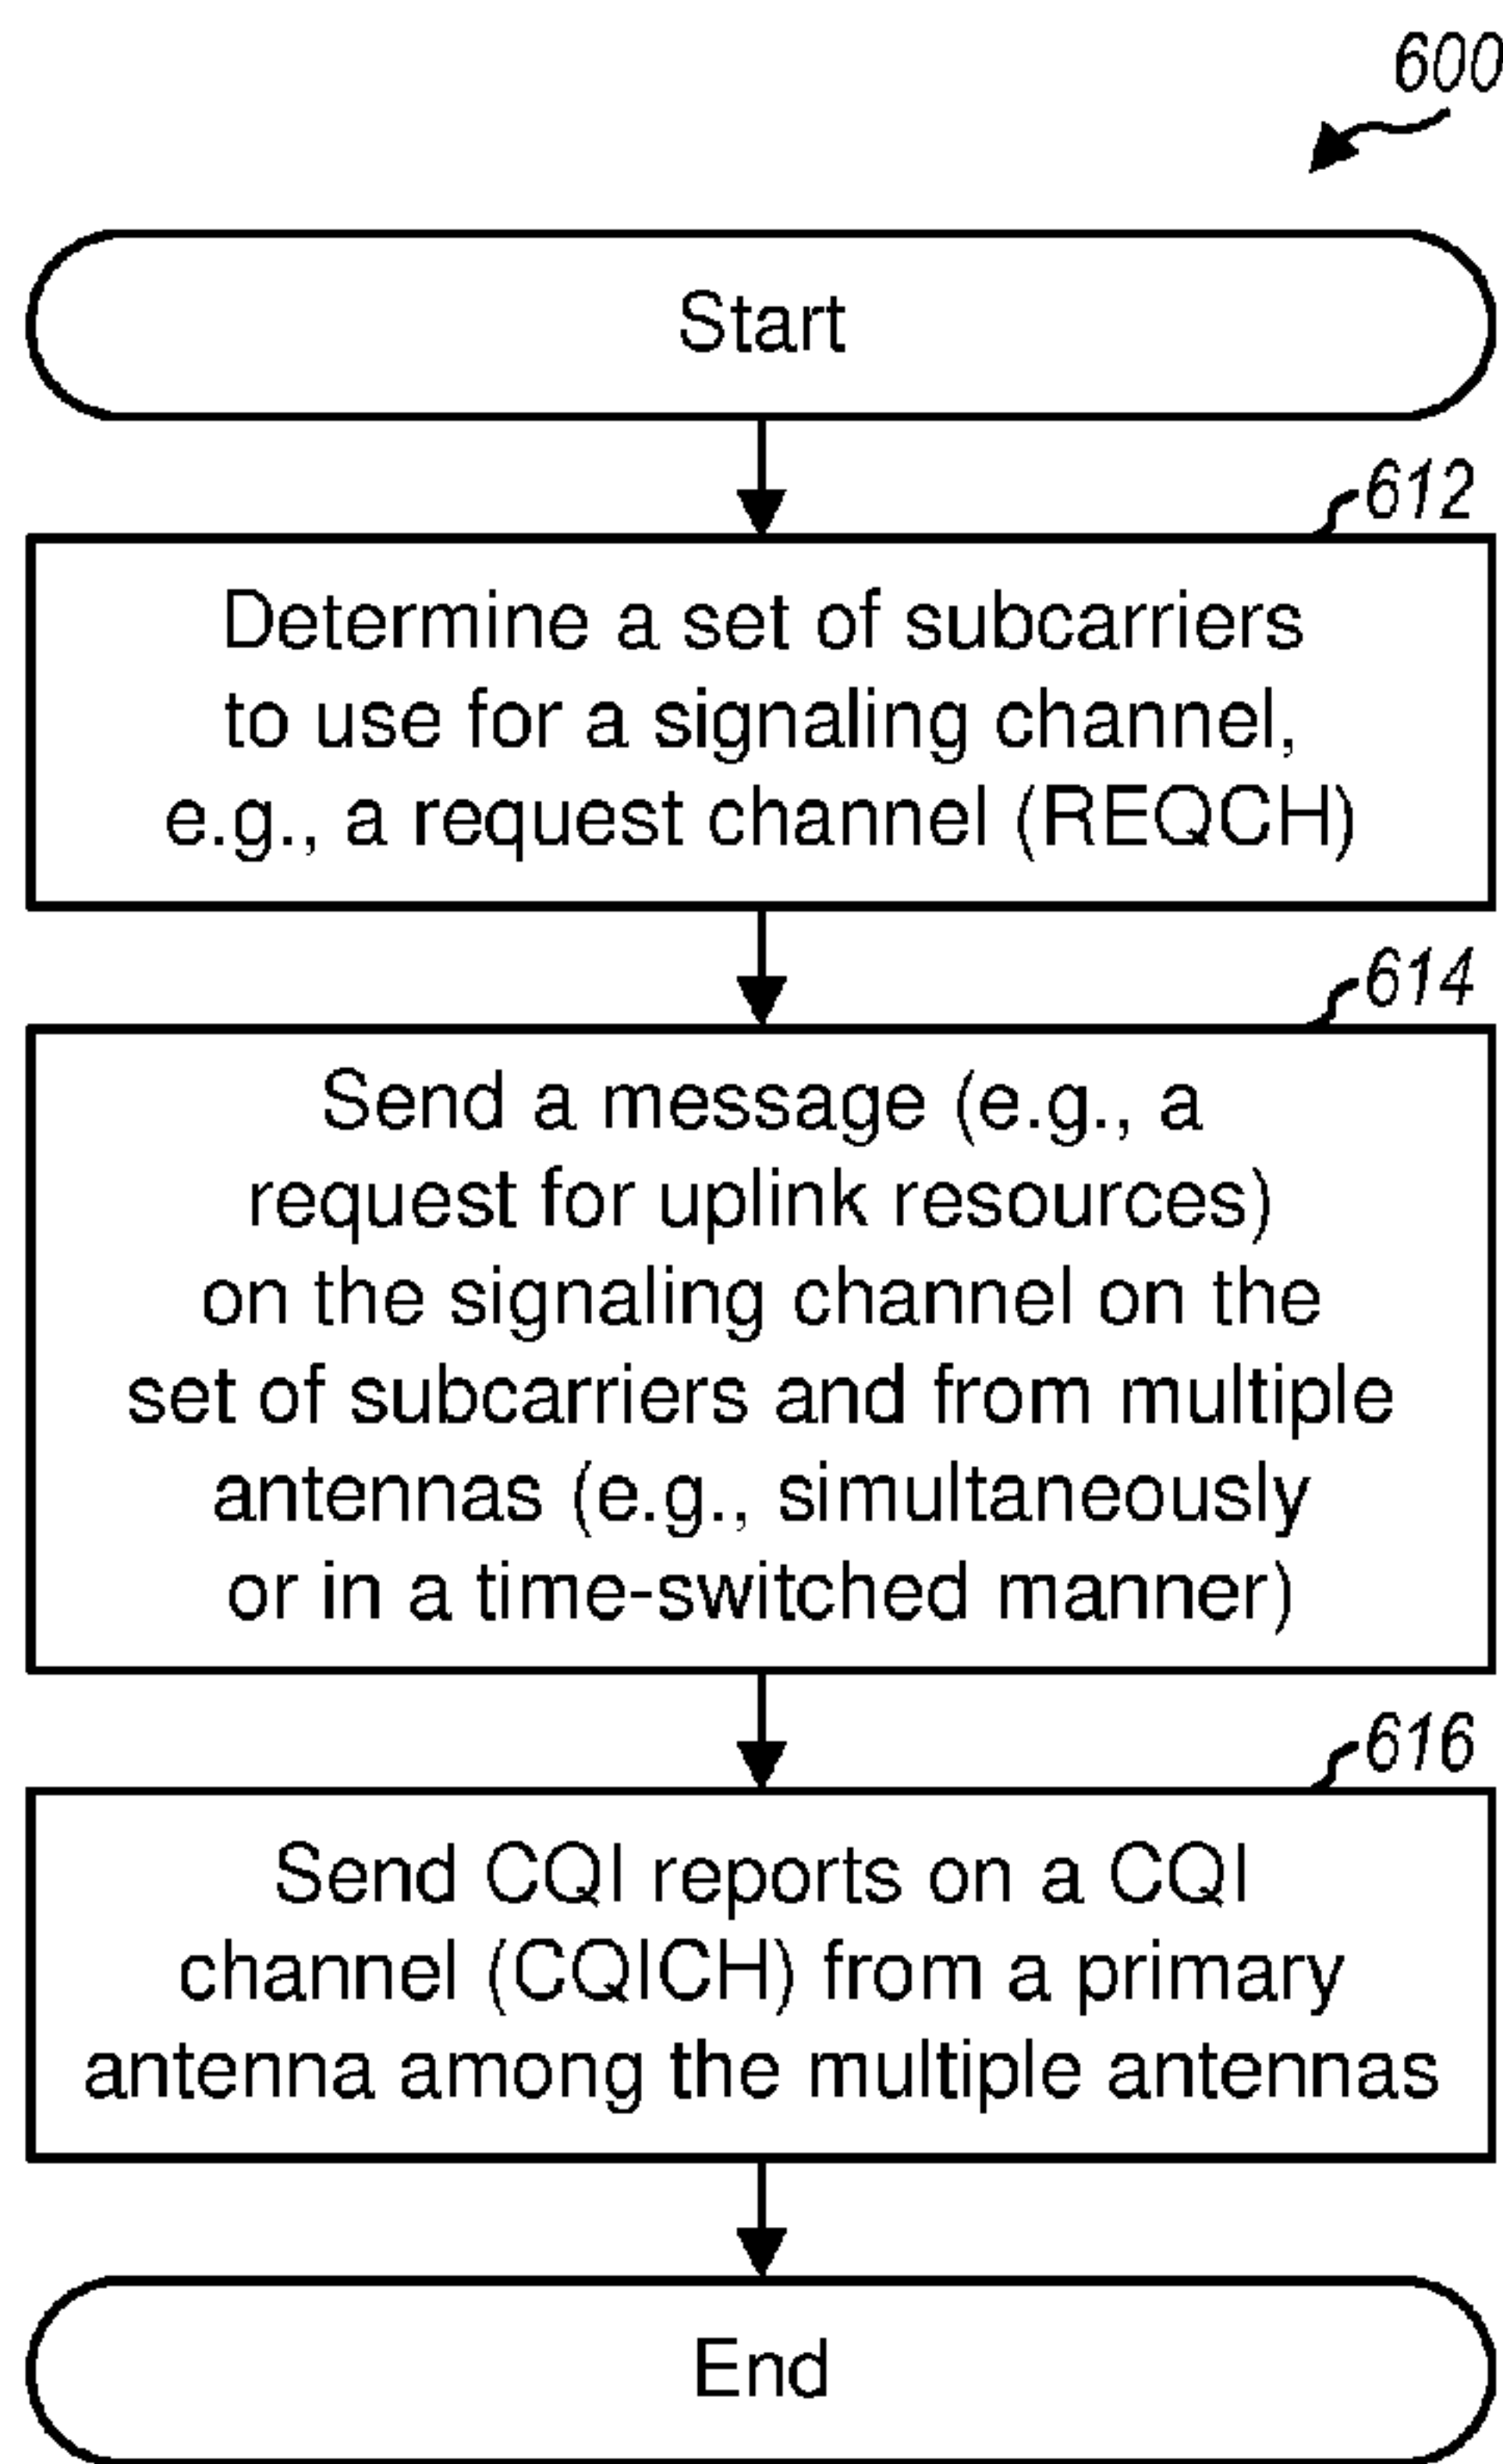 600
Start
612
Determine a set of subcarriers
to use for a signaling channel,
e.g., a request channel (REQCH)
614
Send a message (e.g., a
request for uplink resources)
on the signaling channel on the
set of subcarriers and from multiple
antennas (e.g., simultaneously
or in a time-switched manner)
616
Send CQI reports on a CQI
channel (CQICH) from a primary
antenna among the multiple antennas
End